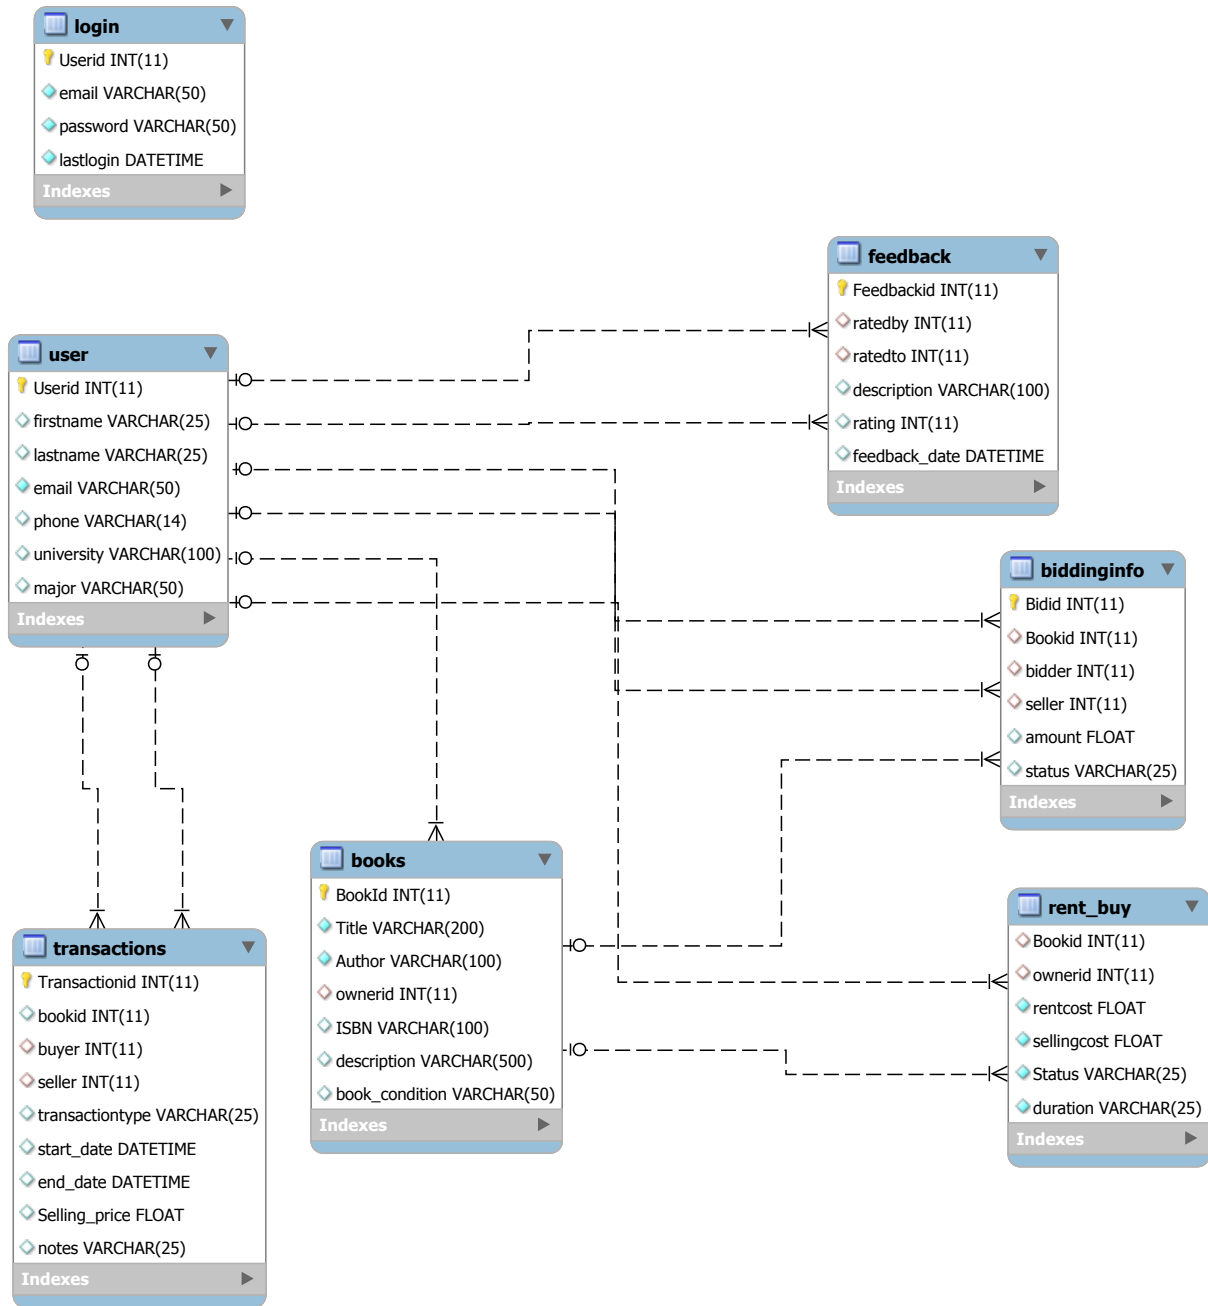 login
Userid INT(11)
email VARCHAR(50)
password VARCHAR(50)
lastlogin DATETIME
Indexes
feedback
Feedbackid INT(11)
ratedby INT(11)
ratedto INT(11)
description VARCHAR(100)
rating INT(11)
feedback_date DATETIME
Indexes
user
Userid INT(11)
firstname VARCHAR(25)
lastname VARCHAR(25)
email VARCHAR(50)
phone VARCHAR(14)
university VARCHAR(100)
major VARCHAR(50)
Indexes
biddinginfo
Bidid INT(11)
Bookid INT(11)
bidder INT(11)
seller INT(11)
amount FLOAT
status VARCHAR(25)
Indexes
books
BookId INT(11)
Title VARCHAR(200)
Author VARCHAR(100)
ownerid INT(11)
ISBN VARCHAR(100)
description VARCHAR(500)
book_condition VARCHAR(50)
Indexes
rent_buy
Bookid INT(11)
ownerid INT(11)
rentcost FLOAT
sellingcost FLOAT
Status VARCHAR(25)
duration VARCHAR(25)
Indexes
transactions
Transactionid INT(11)
bookid INT(11)
buyer INT(11)
seller INT(11)
transactiontype VARCHAR(25)
start_date DATETIME
end_date DATETIME
Selling_price FLOAT
notes VARCHAR(25)
Indexes